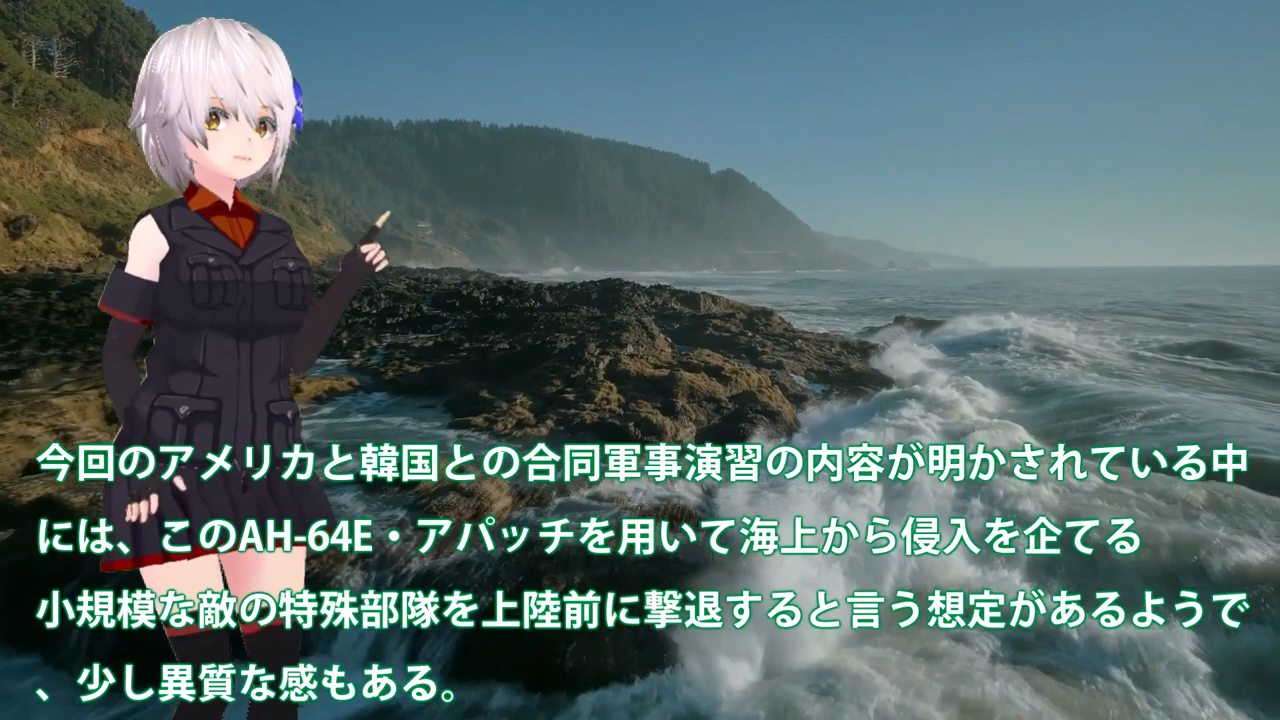 今回のアメリカと韓国との合同軍事演習の内容が明かされている中
には、このAH-64E・アパッチを用いて海上から侵入を企てる
小規模な敵の特殊部隊を上陸前に撃退すると言う想定があるようで
、少し異質な感もある。